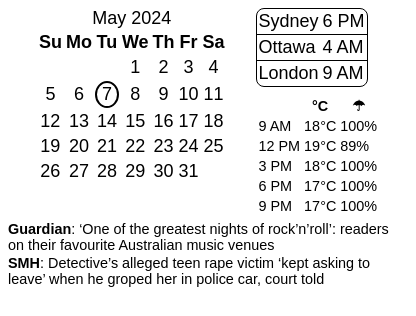 May 2024
Su Mo Tu We Th Fr Sa
1 2 3 4
5 6 7 8 9 10 11
12 13 14 15 16 17 18
19 20 21 22 23 24 25
26 27 28 29 30 31
Sydney 6 PM
Ottawa 4 AM
London 9 AM
°C ☂
9 AM 18°C 100%
12 PM 19°C 89%
3 PM 18°C 100%
6 PM 17°C 100%
9 PM 17°C 100%
Guardian: ‘One of the greatest nights of rock’n’roll’: readers
on their favourite Australian music venues
SMH: Detective’s alleged teen rape victim ‘kept asking to
leave’ when he groped her in police car, court told